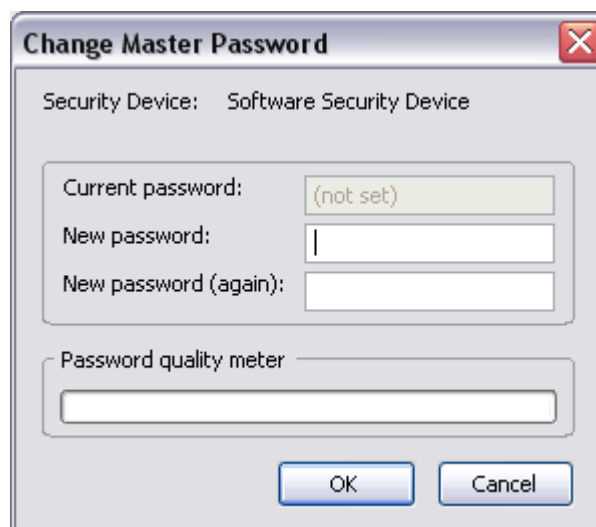 Change Master Password
Security Device: Software Security Device
Current password: (not set)
New password:
New password (again):
Password quality meter
OK Cancel